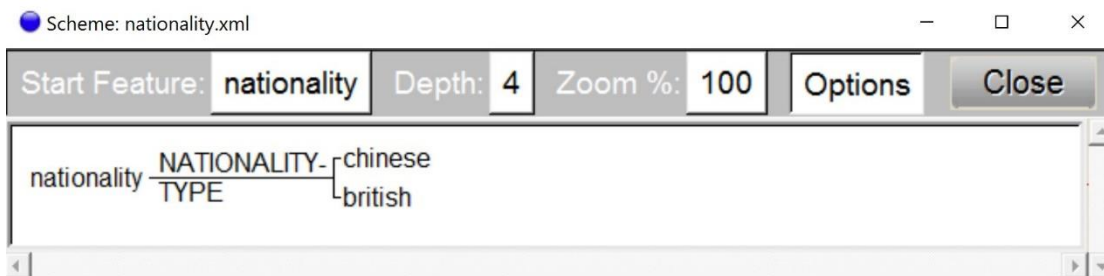 Scheme: nationality.xml
Start Feature: nationality Depth: 4 Zoom %: 100 Options Close
nationality NATIONALITY-TYPE chinese
british